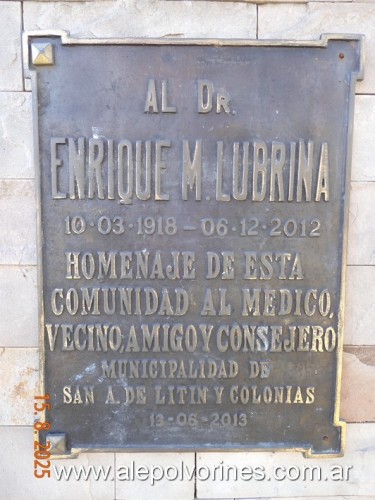 AL DR.
ENRIQUE M. LUBRINA
10·03·1918 - 06·12·2012
HOMENAJE DE ESTA
COMUNIDAD AL MEDICO,
VECINO, AMIGO Y CONSEJERO
MUNICIPALIDAD DE
SAN A. DE LITIN Y COLONIAS
13-06-2013
15.8.2025
www.alepolvorines.com.ar